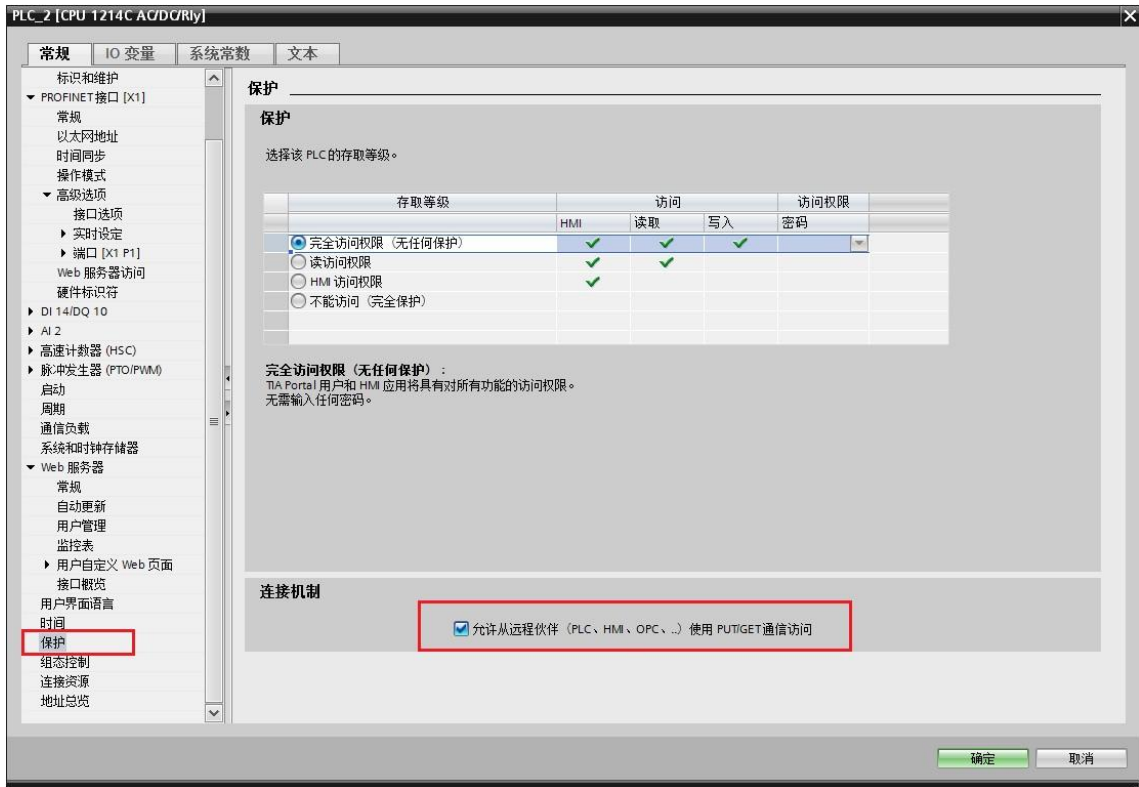 PLC_2 [CPU 1214C AC/DC/Rly]
常规 IO 变量 系统常数 文本
标识和维护
PROFINET接口 [X1]
常规
以太网地址
时间同步
操作模式
高级选项
接口选项
实时设定
端口 [X1 P1]
Web 服务器访问
硬件标识符
DI 14/DQ 10
AI 2
高速计数器 (HSC)
脉冲发生器 (PTO/PWM)
启动
周期
通信负载
系统和时钟存储器
Web 服务器
常规
自动更新
用户管理
监控表
用户自定义 Web 页面
接口概览
用户界面语言
时间
保护
组态控制
连接资源
地址总览
保护
保护
选择该 PLC的存取等级。
存取等级 访问 访问权限
HMI 读取 写入 密码
完全访问权限（无任何保护）
读访问权限
HMI 访问权限
不能访问（完全保护）
完全访问权限（无任何保护）：
TIA Portal 用户和 HMI 应用将具有对所有功能的访问权限。
无需输入任何密码。
连接机制
允许从远程伙伴（PLC、HMI、OPC、..）使用 PUT/GET通信访问
确定 取消